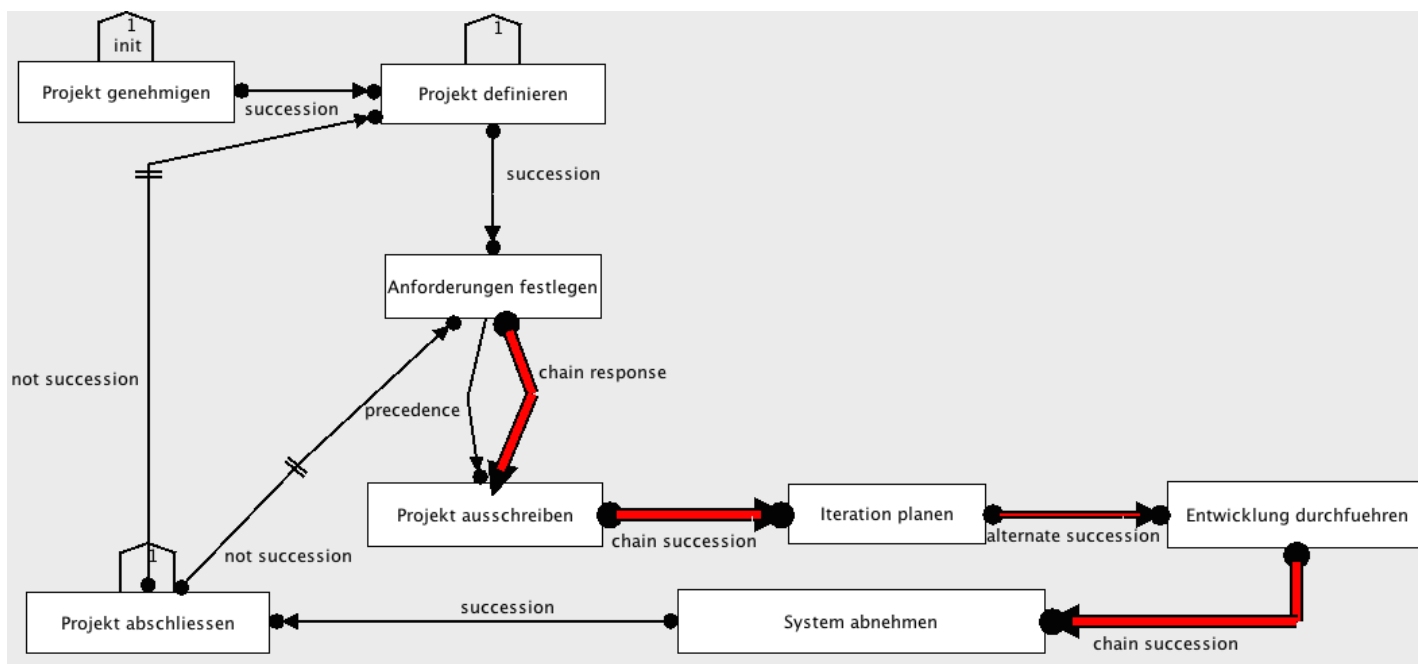 1
init
Projekt genehmigen
succession
1
Projekt definieren
succession
Anforderungen festlegen
not succession
precedence
chain response
not succession
Projekt ausschreiben
chain succession
Iteration planen
alternate succession
Entwicklung durchfuehren
1
Projekt abschliessen
succession
System abnehmen
chain succession